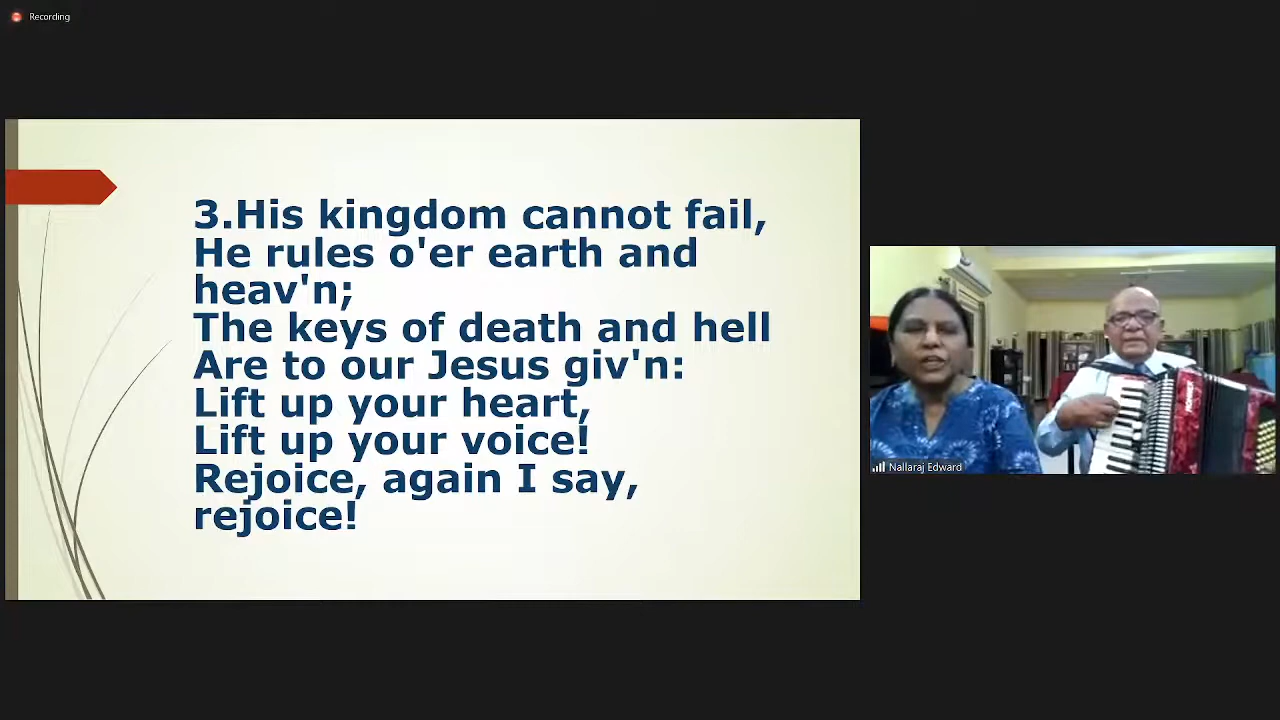 Recording
3.His kingdom cannot fail,
He rules o'er earth and
heav'n;
The keys of death and hell
Are to our Jesus giv'n:
Lift up your heart,
Lift up your voice!
Rejoice, again I say,
rejoice!
Nallaraj Edward